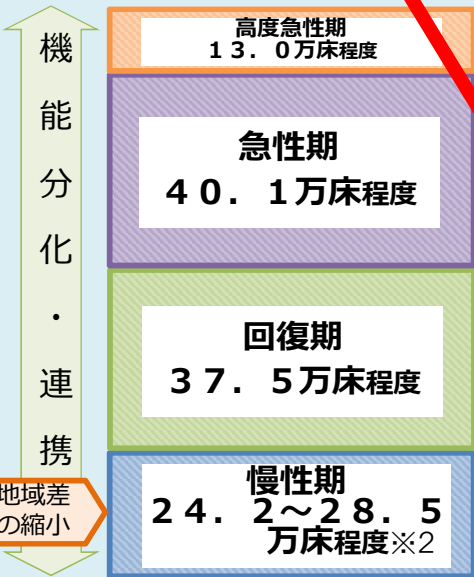 機能分化・連携
地域差
の縮小
高度急性期
１３．０万床程度
急性期
４０．１万床程度
回復期
３７．５万床程度
慢性期
２４．２～２８．５
万床程度※2